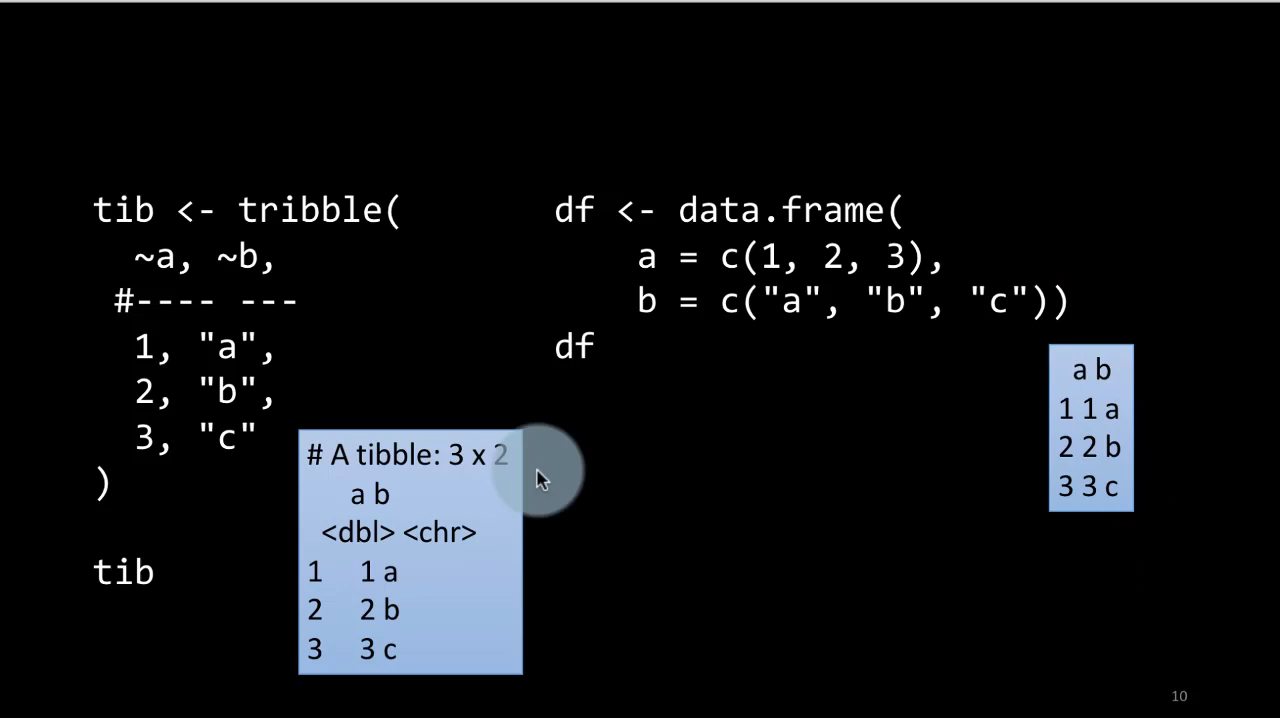 tib <- tribble(
  ~a, ~b,
 #---- ---
  1, "a",
  2, "b",
  3, "c"
)
tib
# A tibble: 3 x 2
a b
<dbl> <chr>
1 1 a
2 2 b
3 3 c
df <- data.frame(
    a = c(1, 2, 3),
    b = c("a", "b", "c"))
df
a b
1 1 a
2 2 b
3 3 c
10